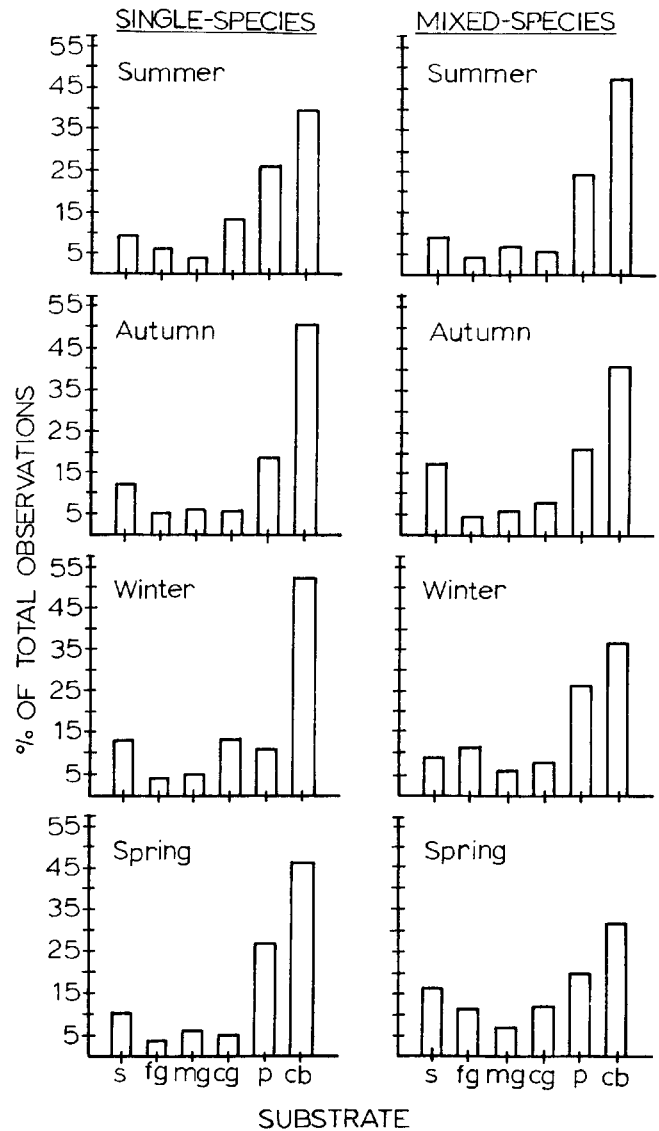 SINGLE-SPECIES
MIXED-SPECIES
55
45
35
25
15
5
Summer
Summer
55
45
35
25
15
5
Autumn
Autumn
55
45
35
25
15
5
Winter
Winter
55
45
35
25
15
5
Spring
Spring
% OF TOTAL OBSERVATIONS
s fg mg cg p cb
s fg mg cg p cb
SUBSTRATE